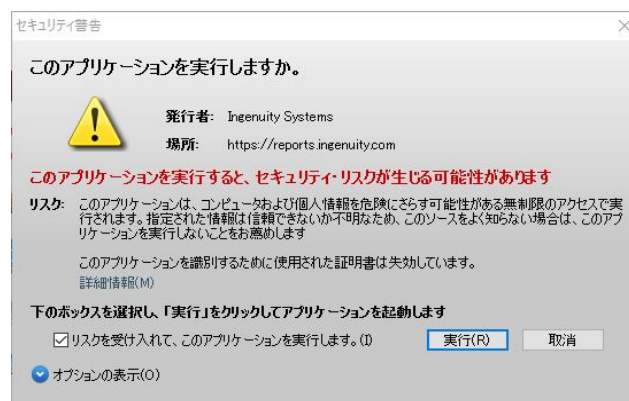 セキュリティ警告
このアプリケーションを実行しますか。
発行者: Ingenuity Systems
場所: https://reports.ingenuity.com
このアプリケーションを実行すると、セキュリティ・リスクが生じる可能性があります
リスク: このアプリケーションは、コンピュータおよび個人情報を危険にさらす可能性がある無制限のアクセスで実
行されます。指定された情報は信頼できないか不明なため、このソースをよく知らない場合は、このアプ
リケーションを実行しないことをお薦めします
このアプリケーションを識別するために使用された証明書は失効しています。
詳細情報(M)
下のボックスを選択し、「実行」をクリックしてアプリケーションを起動します
リスクを受け入れて、このアプリケーションを実行します。(I) 実行(R) 取消
オプションの表示(O)